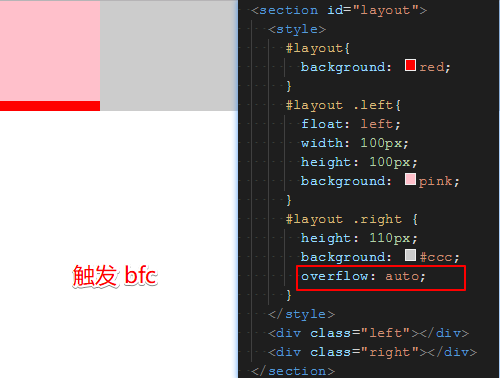 <section id="layout">
<style>
#layout{
background: red;
}
#layout .left{
float: left;
width: 100px;
height: 100px;
background: pink;
}
#layout .right {
height: 110px;
background: #ccc;
overflow: auto;
}
</style>
<div class="left"></div>
<div class="right"></div>
</section>
触发 bfc